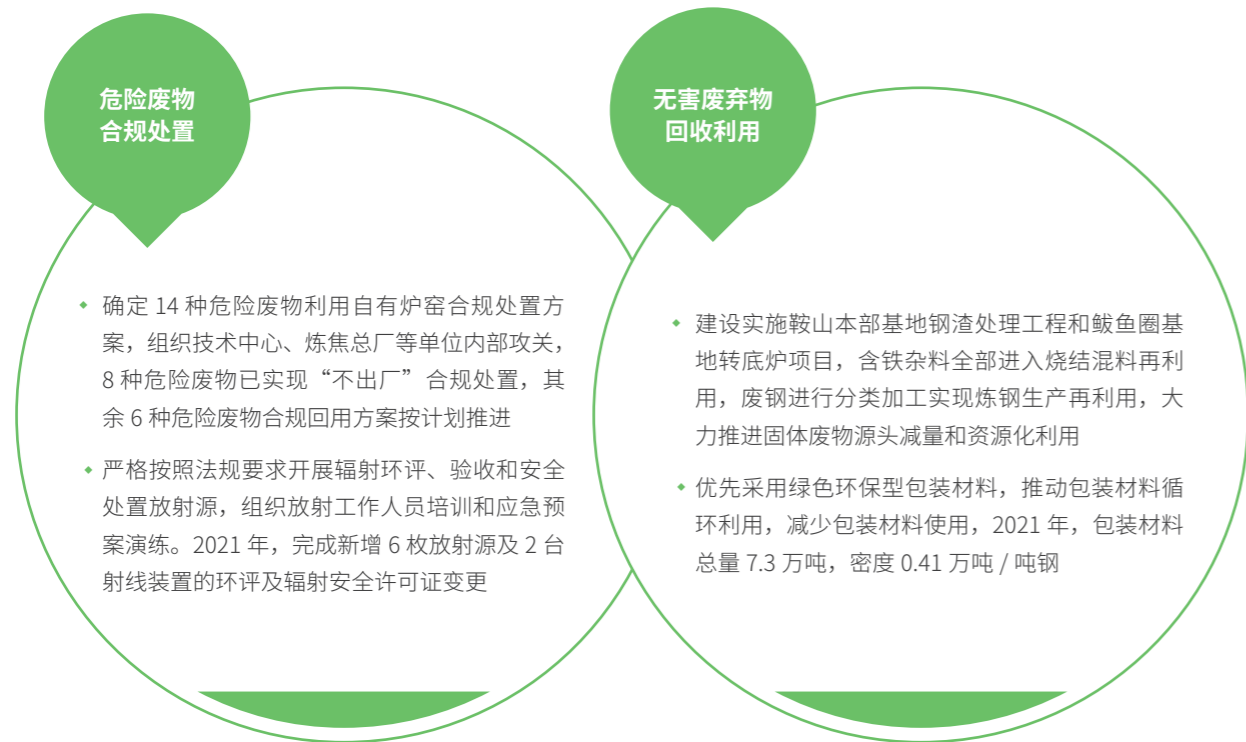 危险废物
合规处置
确定 14 种危险废物利用自有炉窑合规处置方
案，组织技术中心、炼焦总厂等单位内部攻关，
8 种危险废物已实现“不出厂”合规处置，其
余 6 种危险废物合规回用方案按计划推进
严格按照法规要求开展辐射环评、验收和安全
处置放射源，组织放射工作人员培训和应急预
案演练。2021 年，完成新增 6 枚放射源及 2 台
射线装置的环评及辐射安全许可证变更
无害废弃物
回收利用
建设实施鞍山本部基地钢渣处理工程和鲅鱼圈基
地转底炉项目，含铁杂料全部进入烧结混料再利
用，废钢进行分类加工实现炼钢生产再利用，大
力推进固体废物源头减量和资源化利用
优先采用绿色环保型包装材料，推动包装材料循
环利用，减少包装材料使用，2021 年，包装材料
总量 7.3 万吨，密度 0.41 万吨 / 吨钢